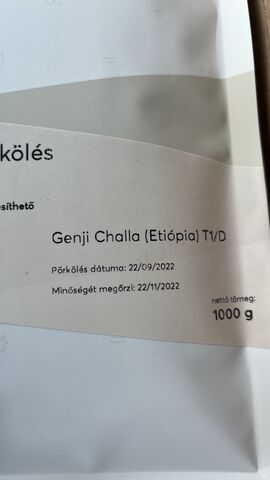 kölés
síthető
Genji Challa (Etiópia) T1/D
Pörkölés dátuma: 22/09/2022
Minőségét megőrzi: 22/11/2022
nettó tömeg:
1000 g